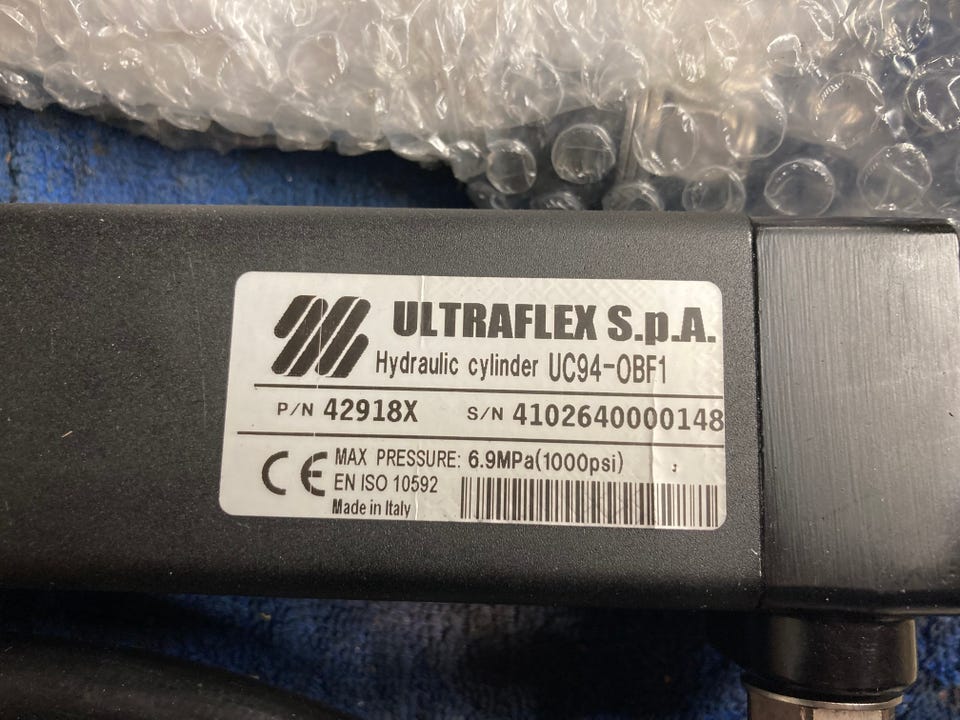 ULTRAFLEX S.p.A.
Hydraulic cylinder UC94-OBF1
P/N 42918X S/N 4102640000148
CE MAX PRESSURE: 6.9MPa(1000psi)
EN ISO 10592
Made in Italy